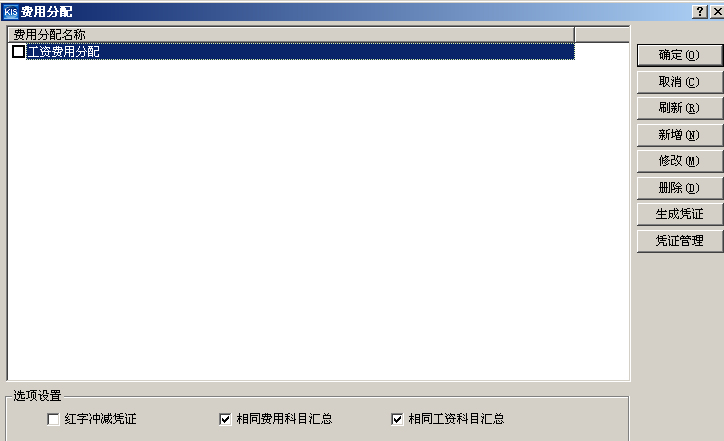 KIS 费用分配
费用分配名称
工资费用分配
确定(O)
取消(C)
刷新(R)
新增(N)
修改(M)
删除(D)
生成凭证
凭证管理
选项设置
红字冲减凭证 相同费用科目汇总 相同工资科目汇总